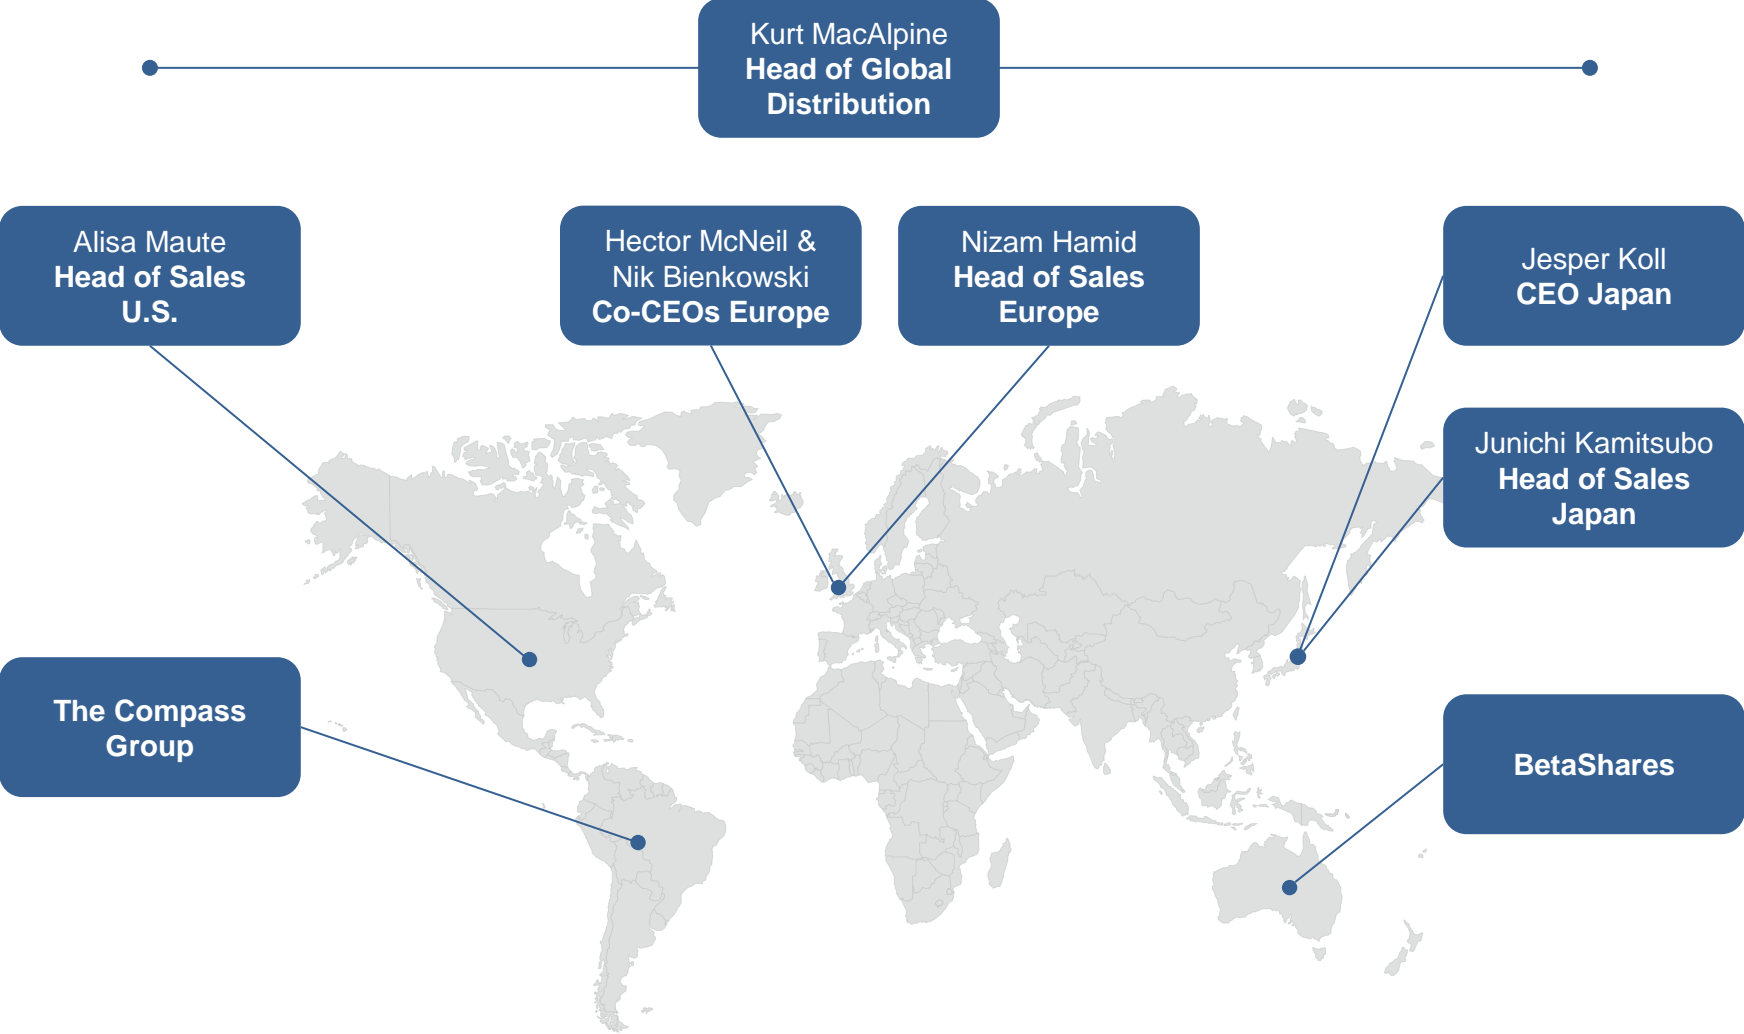 Kurt MacAlpine
Head of Global
Distribution
Alisa Maute
Head of Sales
U.S.
Hector McNeil &
Nik Bienkowski
Co-CEOs Europe
Nizam Hamid
Head of Sales
Europe
Jesper Koll
CEO Japan
Junichi Kamitsubo
Head of Sales
Japan
The Compass
Group
BetaShares